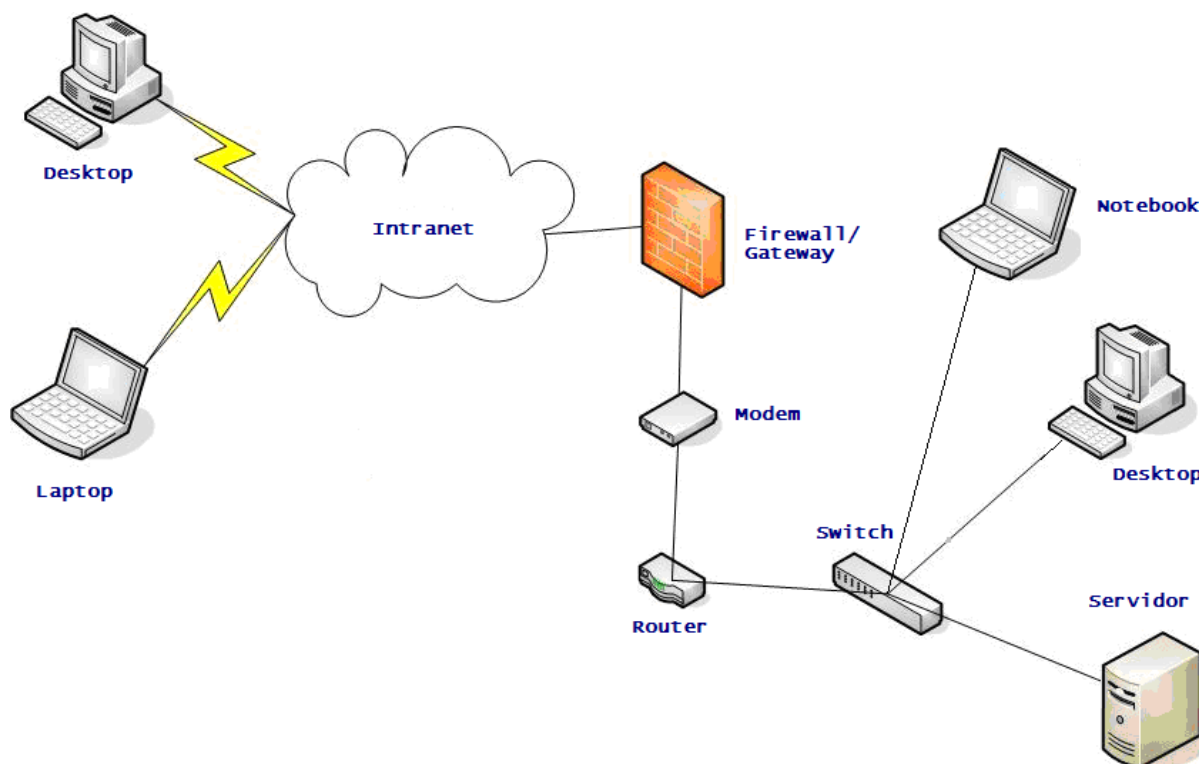 Desktop
Intranet
Firewall/
Gateway
Notebook
Laptop
Modem
Desktop
Switch
Router
Servidor